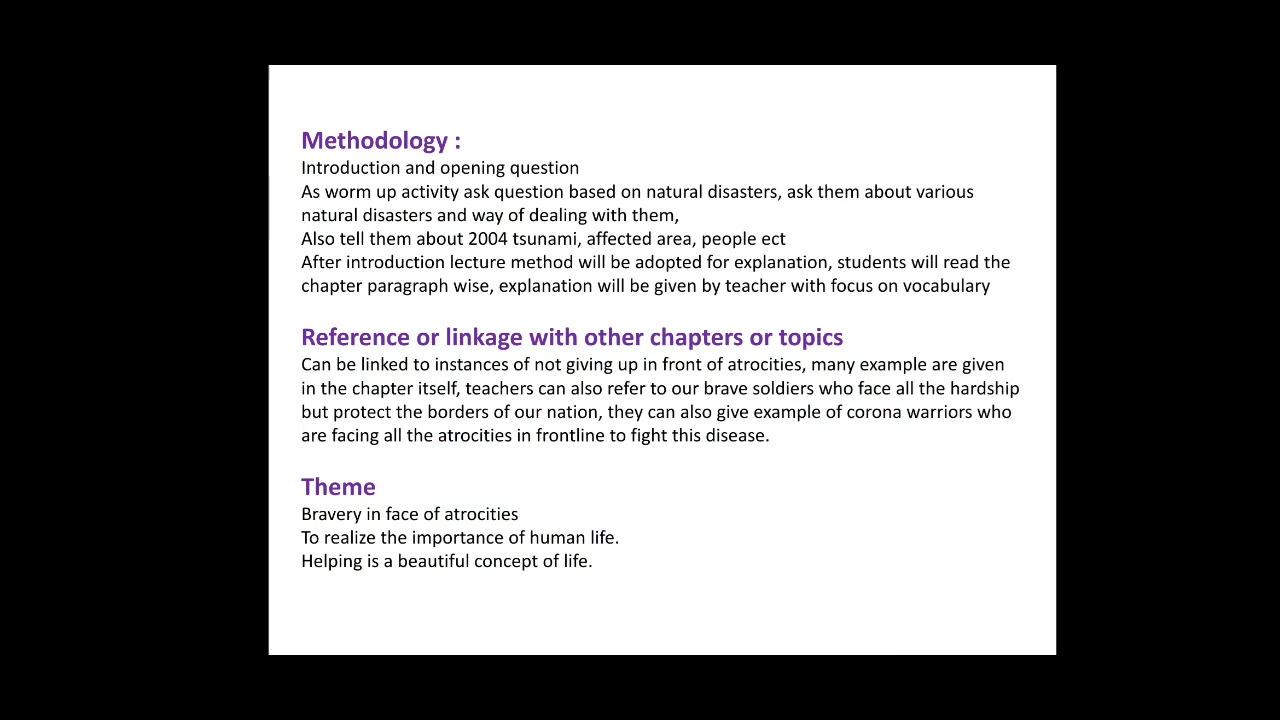 Methodology :
Introduction and opening question
As worm up activity ask question based on natural disasters, ask them about various
natural disasters and way of dealing with them,
Also tell them about 2004 tsunami, affected area, people ect
After introduction lecture method will be adopted for explanation, students will read the
chapter paragraph wise, explanation will be given by teacher with focus on vocabulary
Reference or linkage with other chapters or topics
Can be linked to instances of not giving up in front of atrocities, many example are given
in the chapter itself, teachers can also refer to our brave soldiers who face all the hardship
but protect the borders of our nation, they can also give example of corona warriors who
are facing all the atrocities in frontline to fight this disease.
Theme
Bravery in face of atrocities
To realize the importance of human life.
Helping is a beautiful concept of life.